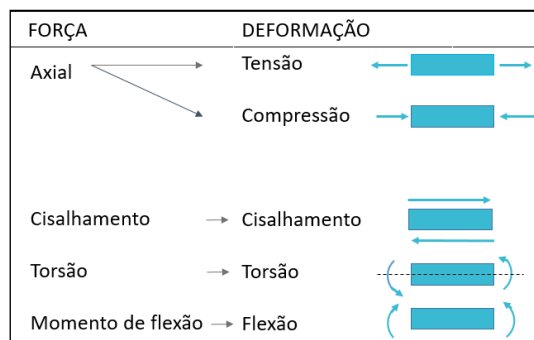 FORÇA DEFORMAÇÃO
Axial Tensão
Compressão
Cisalhamento Cisalhamento
Torsão Torsão
Momento de flexão Flexão